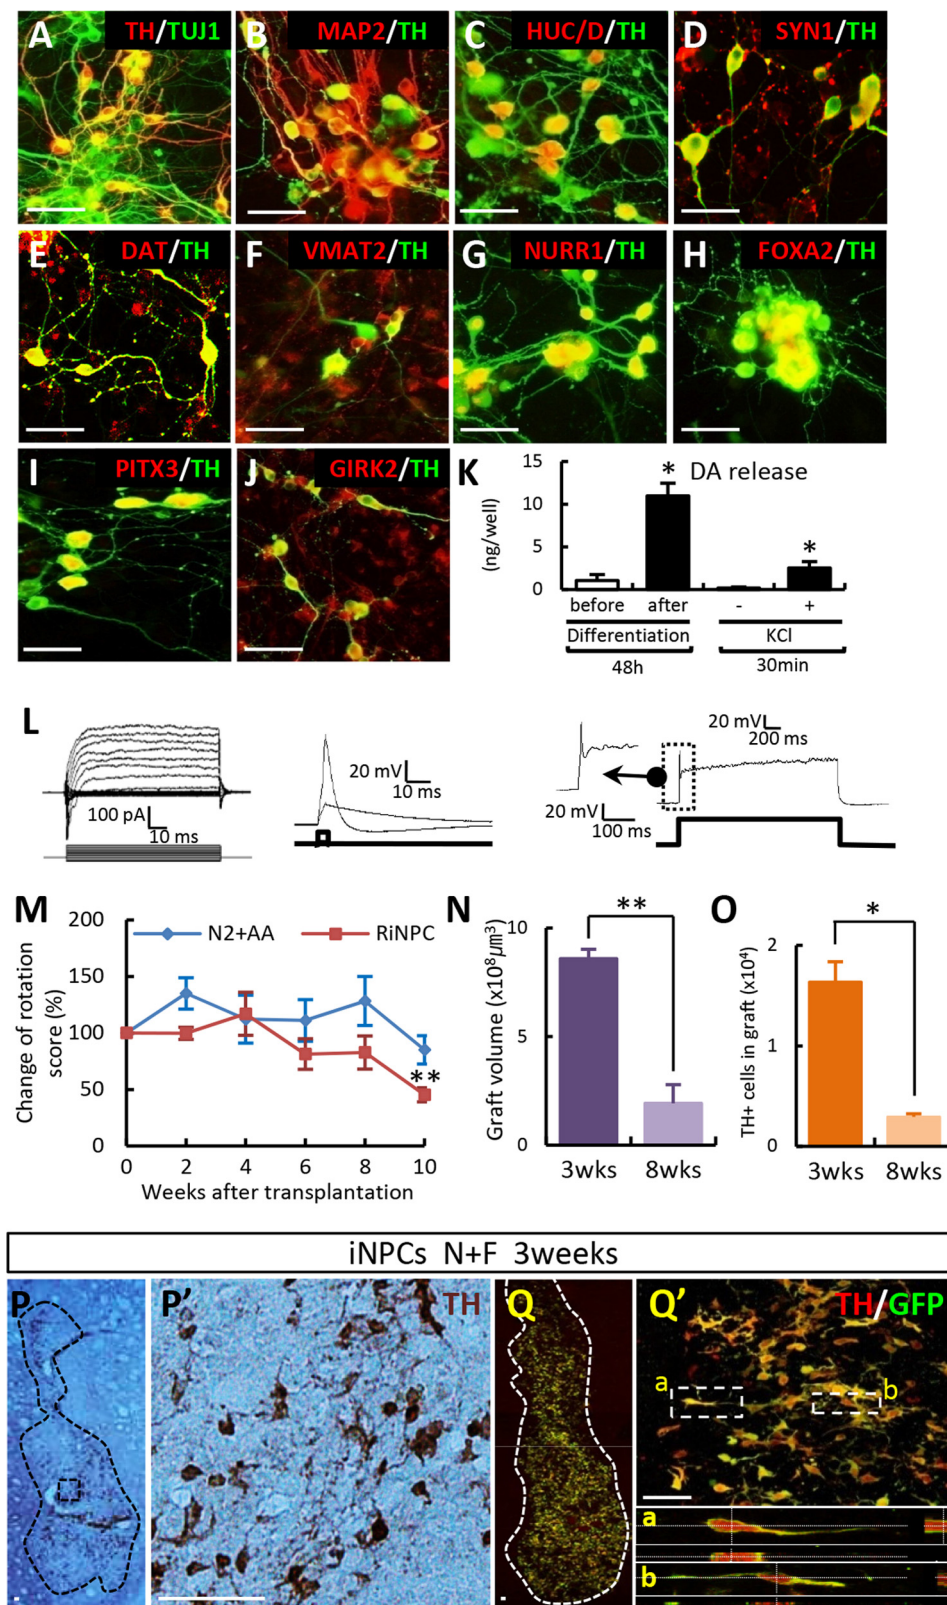 A TH/TUJ1
B MAP2/TH
C HUC/D/TH
D SYN1/TH
E DAT/TH
F VMAT2/TH
G NURR1/TH
H FOXA2/TH
I PITX3/TH
J GIRK2/TH
K DA release
(ng/well)
15
10
5
0
* *
before after - +
Differentiation KCl
48h 30min
L
100 pA
10 ms
20 mV
10 ms
20 mV
200 ms
20 mV
100 ms
M
Change of rotation
score (%)
200
150
100
50
0
N2+AA RiNPC
**
0 2 4 6 8 10
Weeks after transplantation
N
Graft volume (x10⁸μm³)
10
5
0
**
3wks 8wks
O
TH+ cells in graft (x10⁴)
2
1
0
*
3wks 8wks
iNPCs N+F 3weeks
P
P' TH
Q
Q' TH/GFP
a
b
a
b